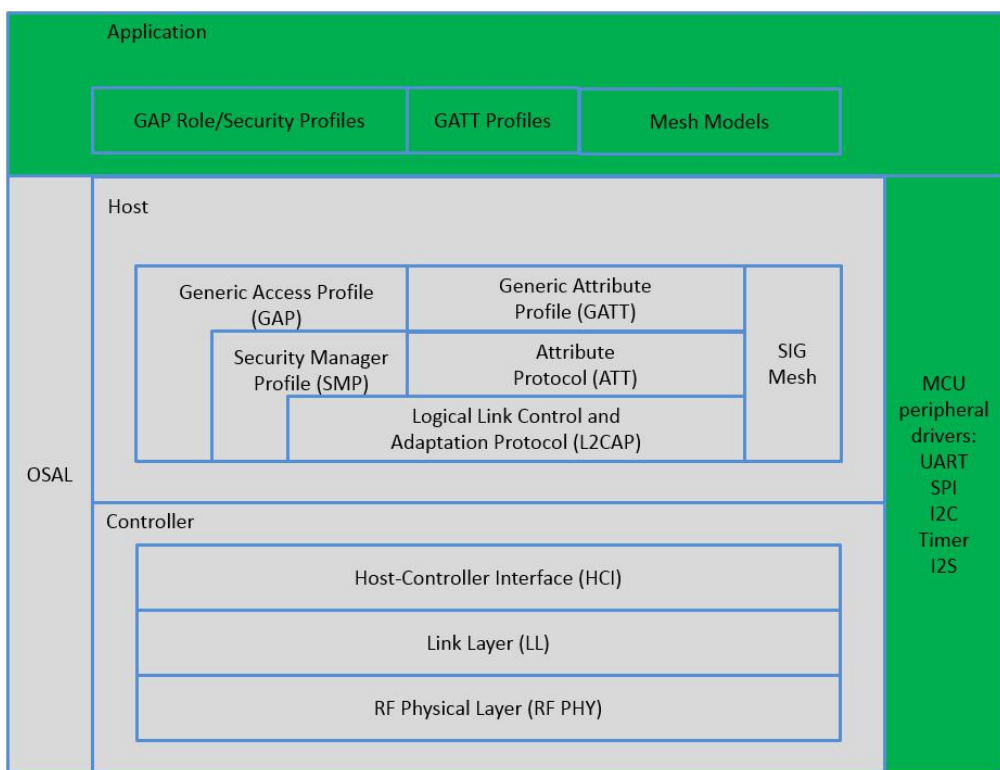 Application
GAP Role/Security Profiles
GATT Profiles
Mesh Models
Host
Generic Access Profile
(GAP)
Generic Attribute
Profile (GATT)
Security Manager
Profile (SMP)
Attribute
Protocol (ATT)
SIG
Mesh
Logical Link Control and
Adaptation Protocol (L2CAP)
OSAL
MCU
peripheral
drivers:
UART
SPI
I2C
Timer
I2S
Controller
Host-Controller Interface (HCI)
Link Layer (LL)
RF Physical Layer (RF PHY)